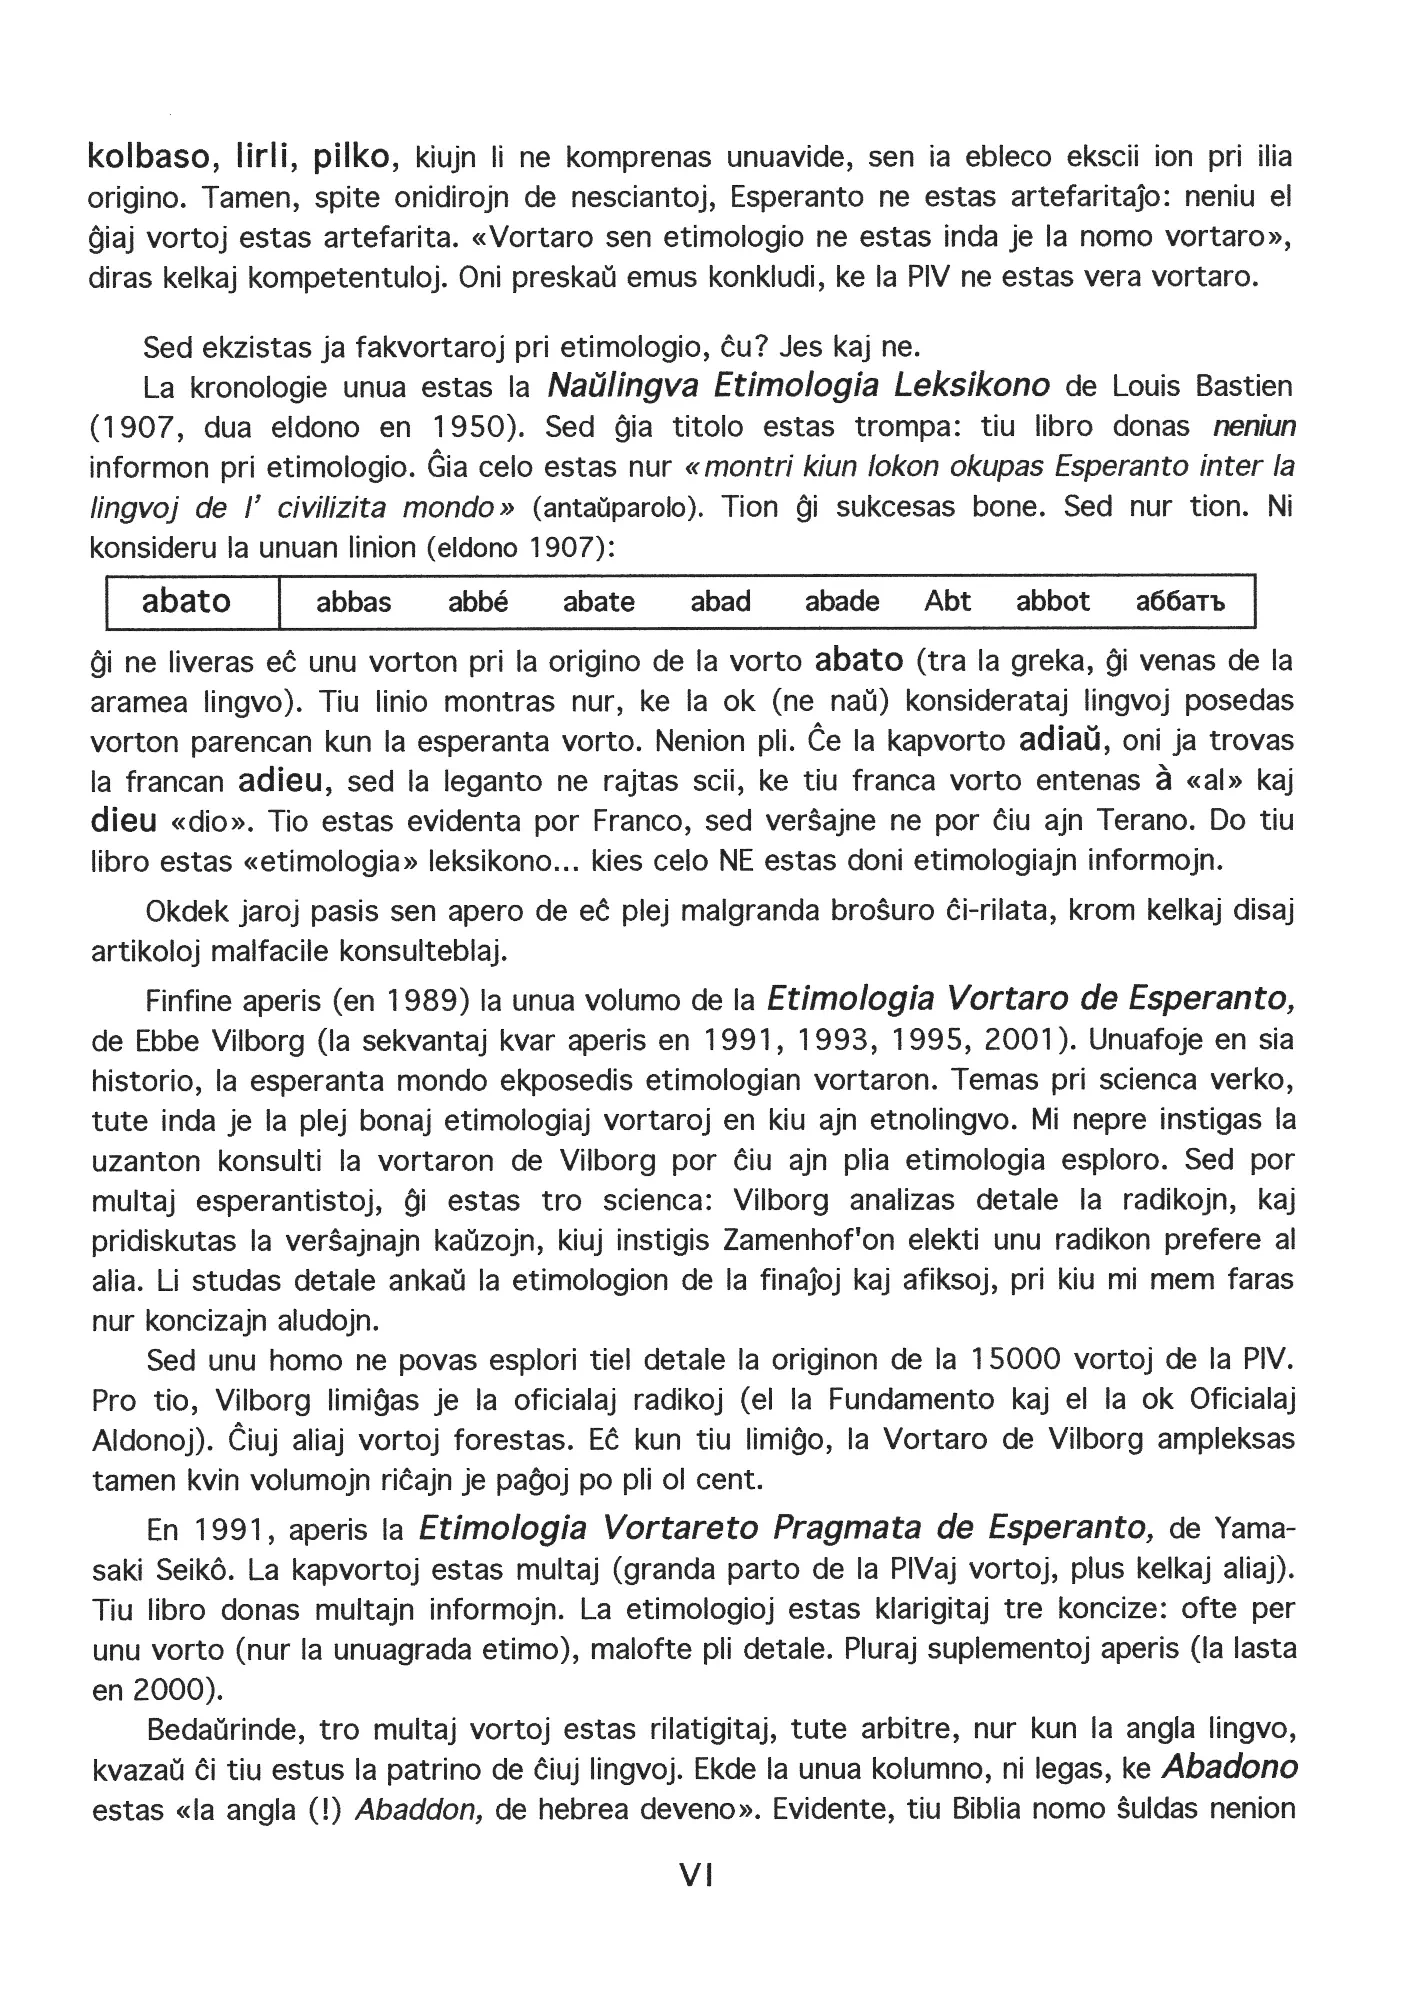 kolbaso, lirli, pilko, kiujn li ne komprenas unuavide, sen ia ebleco ekscii ion pri ilia
origino. Tamen, spite onidirojn de nesciantoj, Esperanto ne estas artefaritaĵo: neniu el
ĝiaj vortoj estas artefarita. «Vortaro sen etimologio ne estas inda je la nomo vortaro»,
diras kelkaj kompetentuloj. Oni preskaŭ emus konkludi, ke la PIV ne estas vera vortaro.
Sed ekzistas ja fakvortaroj pri etimologio, ĉu? Jes kaj ne.
La kronologie unua estas la Naŭlingva Etimologia Leksikono de Louis Bastien
(1907, dua eldono en 1950). Sed ĝia titolo estas trompa: tiu libro donas neniun
informon pri etimologio. Ĝia celo estas nur «montri kiun lokon okupas Esperanto inter la
lingvoj de l' civilizita mondo» (antaŭparolo). Tion ĝi sukcesas bone. Sed nur tion. Ni
konsideru la unuan linion (eldono 1907):
abato abbas abbé abate abad abade Abt abbot аббатъ
ĝi ne liveras eĉ unu vorton pri la origino de la vorto abato (tra la greka, ĝi venas de la
aramea lingvo). Tiu linio montras nur, ke la ok (ne naŭ) konsiderataj lingvoj posedas
vorton parencan kun la esperanta vorto. Nenion pli. Ĉe la kapvorto adiaŭ, oni ja trovas
la francan adieu, sed la leganto ne rajtas scii, ke tiu franca vorto entenas à «al» kaj
dieu «dio». Tio estas evidenta por Franco, sed verŝajne ne por ĉiu ajn Terano. Do tiu
libro estas «etimologia» leksikono... kies celo NE estas doni etimologiajn informojn.
Okdek jaroj pasis sen apero de eĉ plej malgranda broŝuro ĉi-rilata, krom kelkaj disaj
artikoloj malfacile konsulteblaj.
Finfine aperis (en 1989) la unua volumo de la Etimologia Vortaro de Esperanto,
de Ebbe Vilborg (la sekvantaj kvar aperis en 1991, 1993, 1995, 2001). Unuafoje en sia
historio, la esperanta mondo ekposedis etimologian vortaron. Temas pri scienca verko,
tute inda je la plej bonaj etimologiaj vortaroj en kiu ajn etnolingvo. Mi nepre instigas la
uzanton konsulti la vortaron de Vilborg por ĉiu ajn plia etimologia esploro. Sed por
multaj esperantistoj, ĝi estas tro scienca: Vilborg analizas detale la radikojn, kaj
pridiskutas la verŝajnajn kaŭzojn, kiuj instigis Zamenhof'on elekti unu radikon prefere al
alia. Li studas detale ankaŭ la etimologion de la finaĵoj kaj afiksoj, pri kiu mi mem faras
nur koncizajn aludojn.
Sed unu homo ne povas esplori tiel detale la originon de la 15000 vortoj de la PIV.
Pro tio, Vilborg limiĝas je la oficialaj radikoj (el la Fundamento kaj el la ok Oficialaj
Aldonoj). Ĉiuj aliaj vortoj forestas. Eĉ kun tiu limiĝo, la Vortaro de Vilborg ampleksas
tamen kvin volumojn riĉajn je paĝoj po pli ol cent.
En 1991, aperis la Etimologia Vortareto Pragmata de Esperanto, de Yama-
saki Seikô. La kapvortoj estas multaj (granda parto de la PIVaj vortoj, plus kelkaj aliaj).
Tiu libro donas multajn informojn. La etimologioj estas klarigitaj tre koncize: ofte per
unu vorto (nur la unuagrada etimo), malofte pli detale. Pluraj suplementoj aperis (la lasta
en 2000).
Bedaŭrinde, tro multaj vortoj estas rilatigitaj, tute arbitre, nur kun la angla lingvo,
kvazaŭ ĉi tiu estus la patrino de ĉiuj lingvoj. Ekde la unua kolumno, ni legas, ke Abadono
estas «la angla (!) Abaddon, de hebrea deveno». Evidente, tiu Biblia nomo ŝuldas nenion
VI